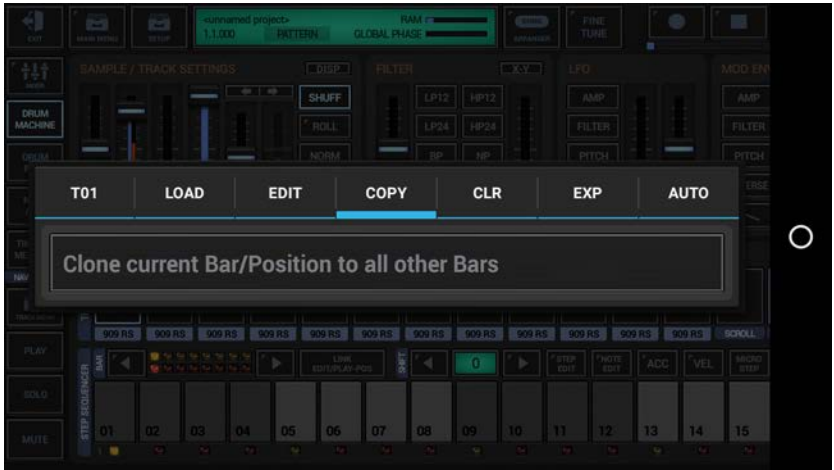 <unnamed project>
RAM
1.1.000
PATTERN
GLOBAL PHASE
FINE
TUNE
EXIT
MAIN MENU
SETUP
ARRANGER
SAMPLE / TRACK SETTINGS
DISP
FILTER
X-Y
LFO
MOD EN
MIXER
SHUFF
LP12
HP12
AMP
AMP
DRUM
MACHINE
ROLL
LP24
HP24
FILTER
FILTER
NORM
BP
NP
PITCH
PITCH
T01
LOAD
EDIT
COPY
CLR
EXP
AUTO
Clone current Bar/Position to all other Bars
909 RS
909 RS
909 RS
909 RS
909 RS
909 RS
909 RS
909 RS
909 RS
909 RS
909 RS
909 RS
SCROLL
PLAY
BAR
LINK
EDIT/PLAY-POS
SHIFT
0
STEP
EDIT
NOTE
EDIT
ACC
VEL
MICRO
STEP
SOLO
STEP SEQUENCER
MUTE
01
02
03
04
05
06
07
08
09
10
11
12
13
14
15